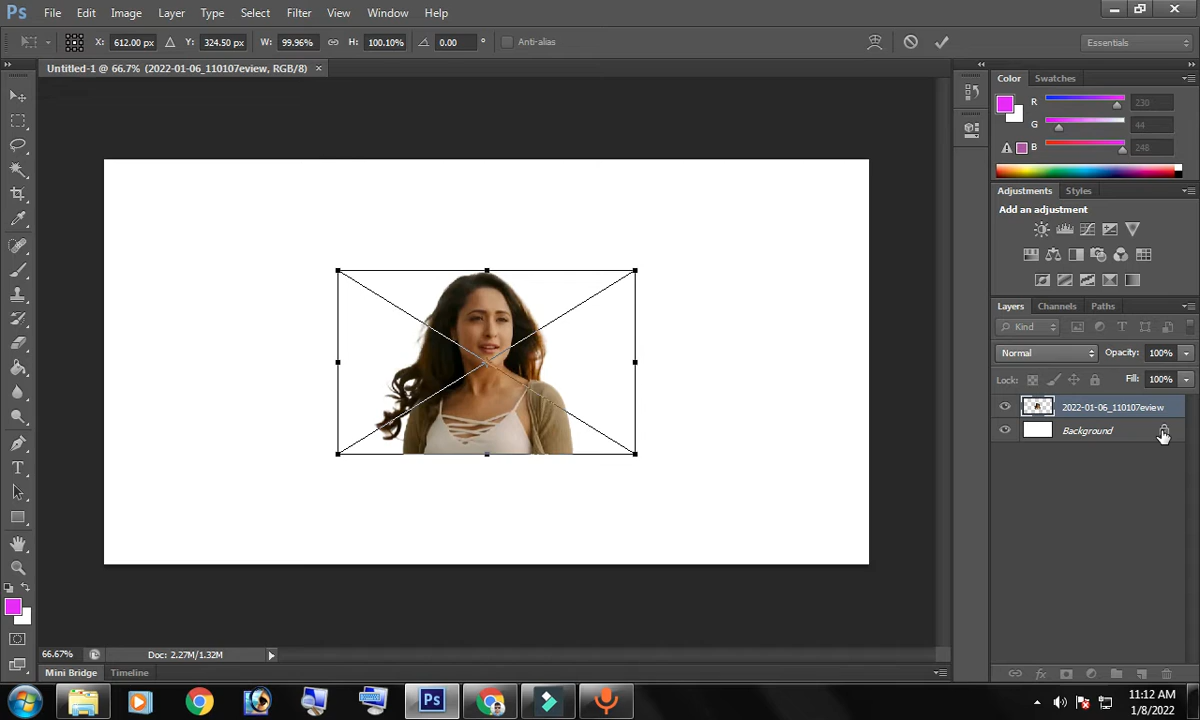 Ps File Edit Image Layer Type Select Filter 3D View Window Help
X: 612.00 px Y: 324.50 px W: 99.96% H: 100.10% 0.00 ° Anti-alias Essentials
Untitled-1 @ 66.7% (2022-01-06_110107eview, RGB/8) ×
Color Swatches
R 230
G 44
B 248
Adjustments Styles
Add an adjustment
Layers Channels Paths
Kind
Normal Opacity: 100%
Lock: Fill: 100%
2022-01-06_110107eview
Background
66.67% Doc: 2.27M/1.32M
Mini Bridge Timeline
Ps
11:12 AM
1/8/2022